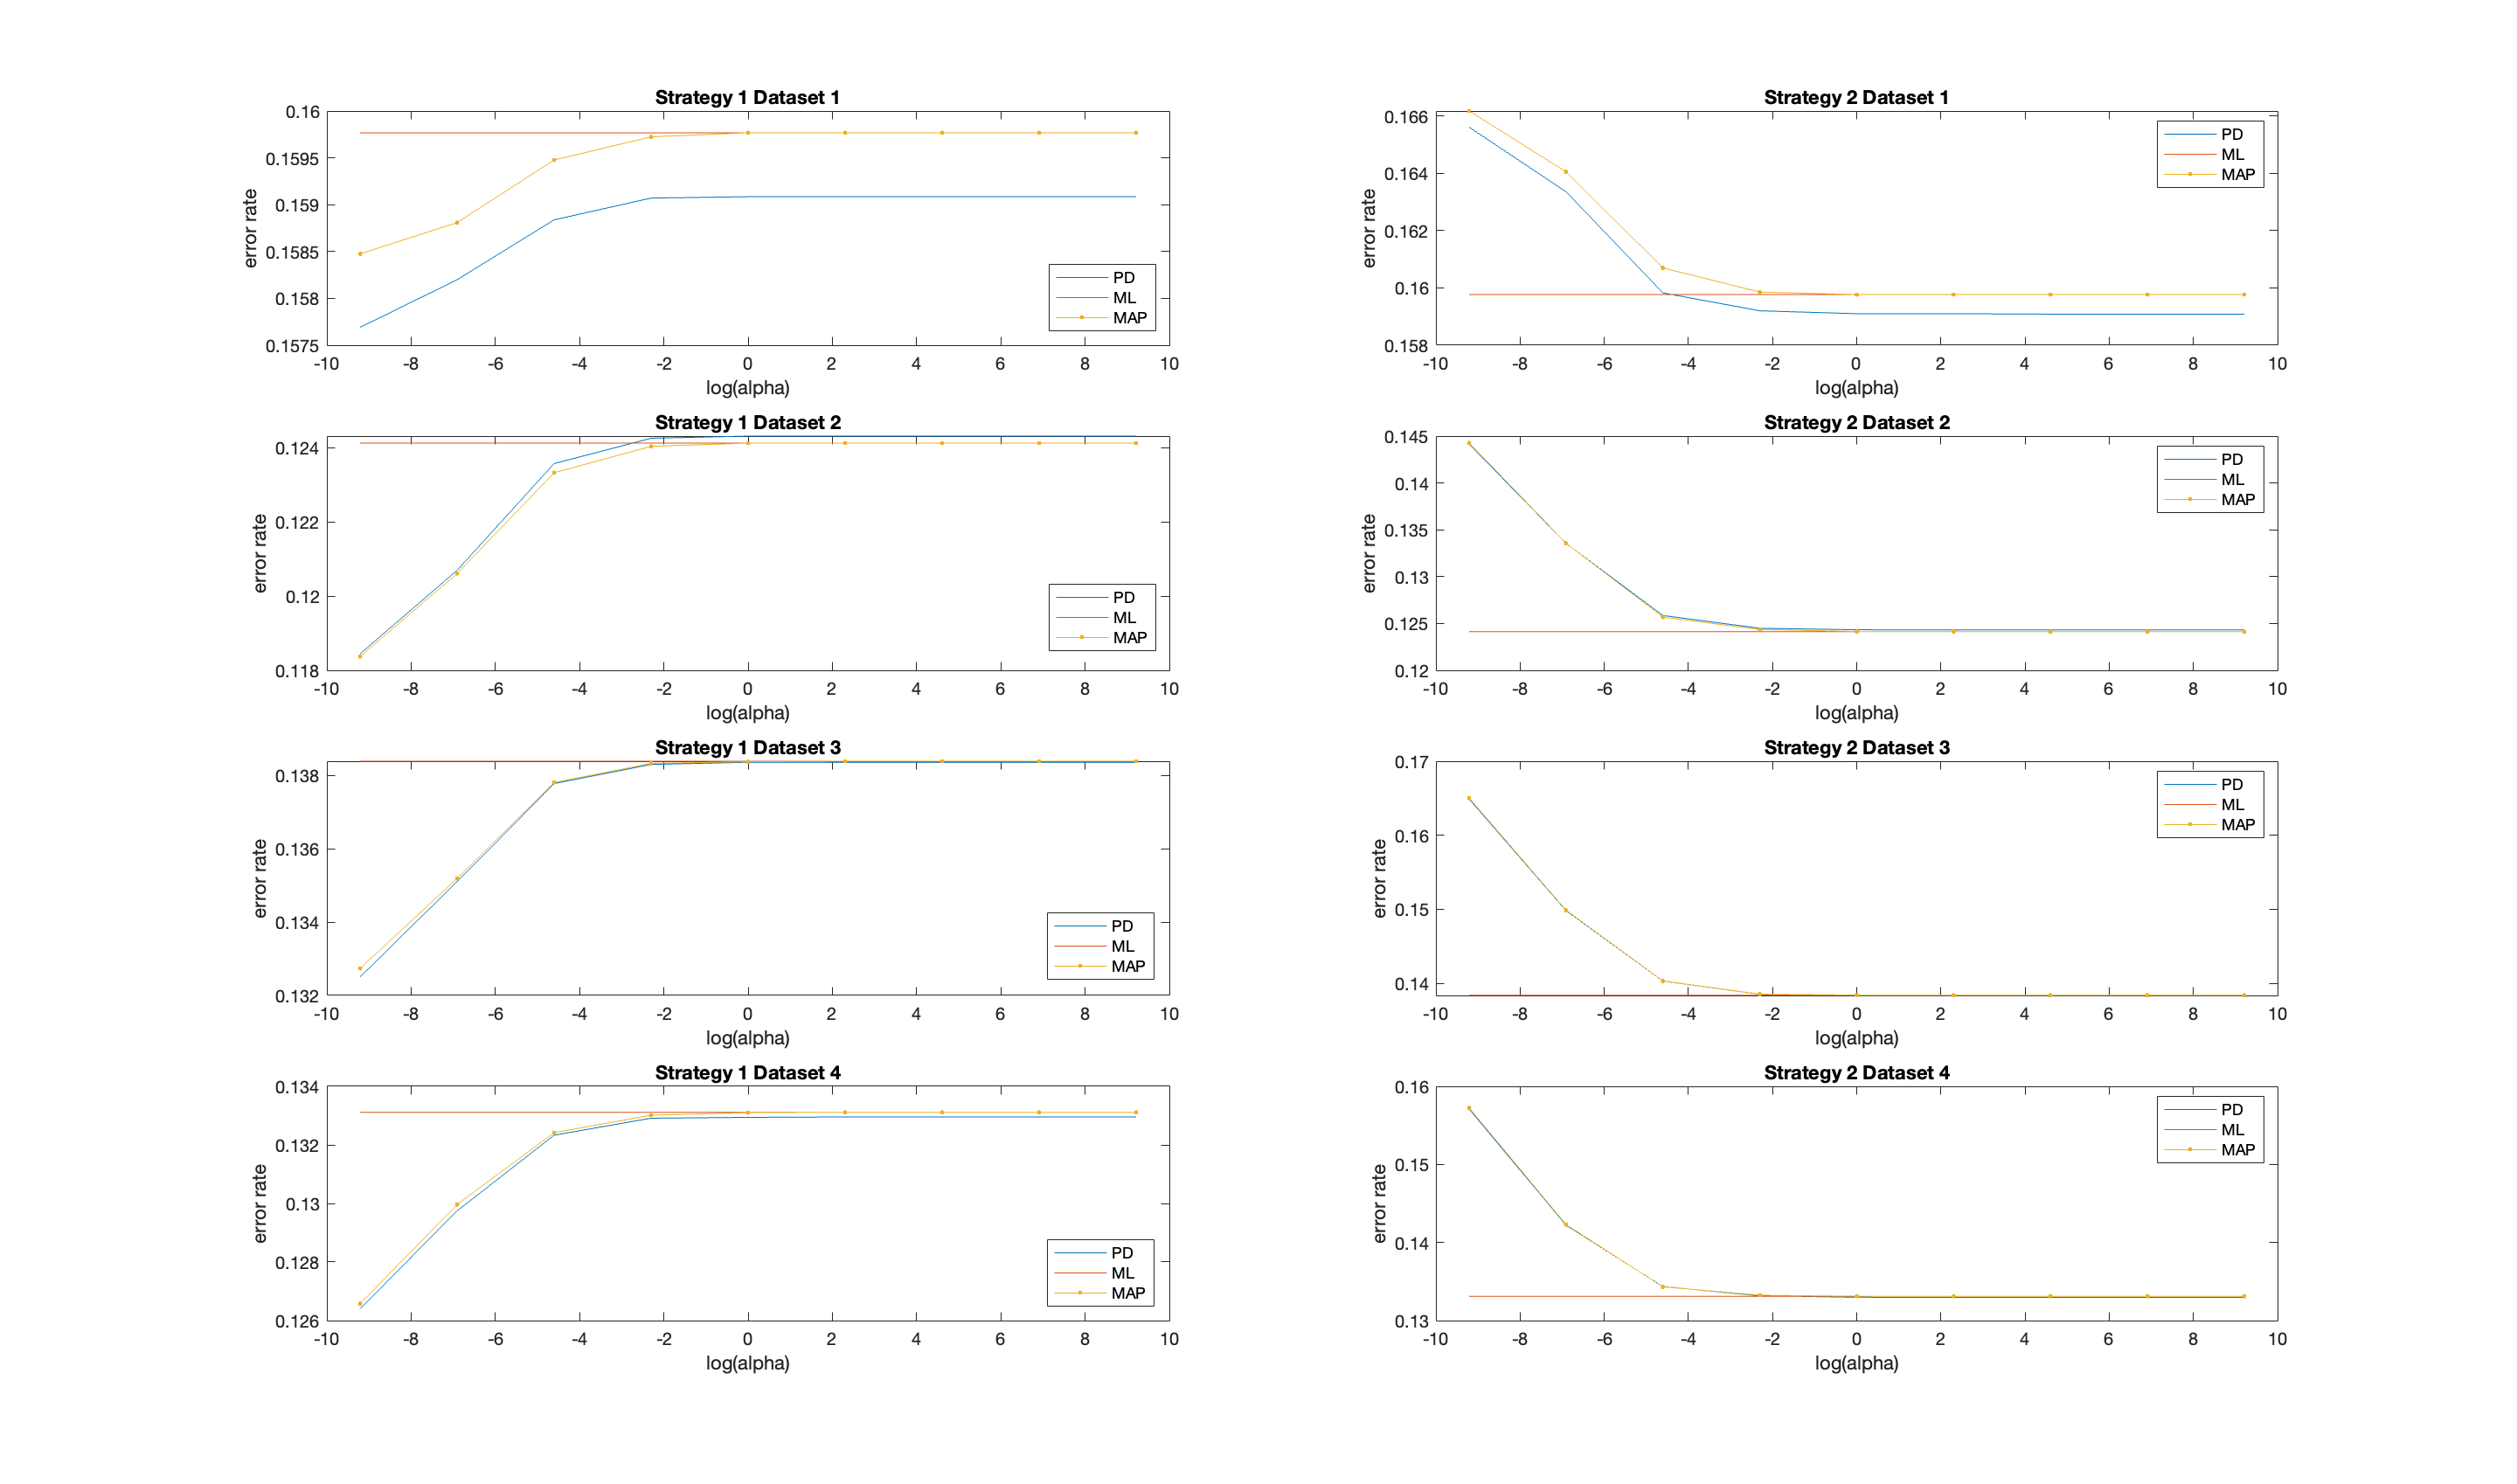 Strategy 1 Dataset 1
0.16
0.1595
0.159
0.1585
0.158
0.1575
error rate
PD
ML
MAP
-10 -8 -6 -4 -2 0 2 4 6 8 10
log(alpha)
Strategy 2 Dataset 1
0.166
0.164
0.162
0.16
0.158
error rate
PD
ML
MAP
-10 -8 -6 -4 -2 0 2 4 6 8 10
log(alpha)
Strategy 1 Dataset 2
0.124
0.122
0.12
0.118
error rate
PD
ML
MAP
-10 -8 -6 -4 -2 0 2 4 6 8 10
log(alpha)
Strategy 2 Dataset 2
0.145
0.14
0.135
0.13
0.125
0.12
error rate
PD
ML
MAP
-10 -8 -6 -4 -2 0 2 4 6 8 10
log(alpha)
Strategy 1 Dataset 3
0.138
0.136
0.134
0.132
error rate
PD
ML
MAP
-10 -8 -6 -4 -2 0 2 4 6 8 10
log(alpha)
Strategy 2 Dataset 3
0.17
0.16
0.15
0.14
error rate
PD
ML
MAP
-10 -8 -6 -4 -2 0 2 4 6 8 10
log(alpha)
Strategy 1 Dataset 4
0.134
0.132
0.13
0.128
0.126
error rate
PD
ML
MAP
-10 -8 -6 -4 -2 0 2 4 6 8 10
log(alpha)
Strategy 2 Dataset 4
0.16
0.15
0.14
0.13
error rate
PD
ML
MAP
-10 -8 -6 -4 -2 0 2 4 6 8 10
log(alpha)